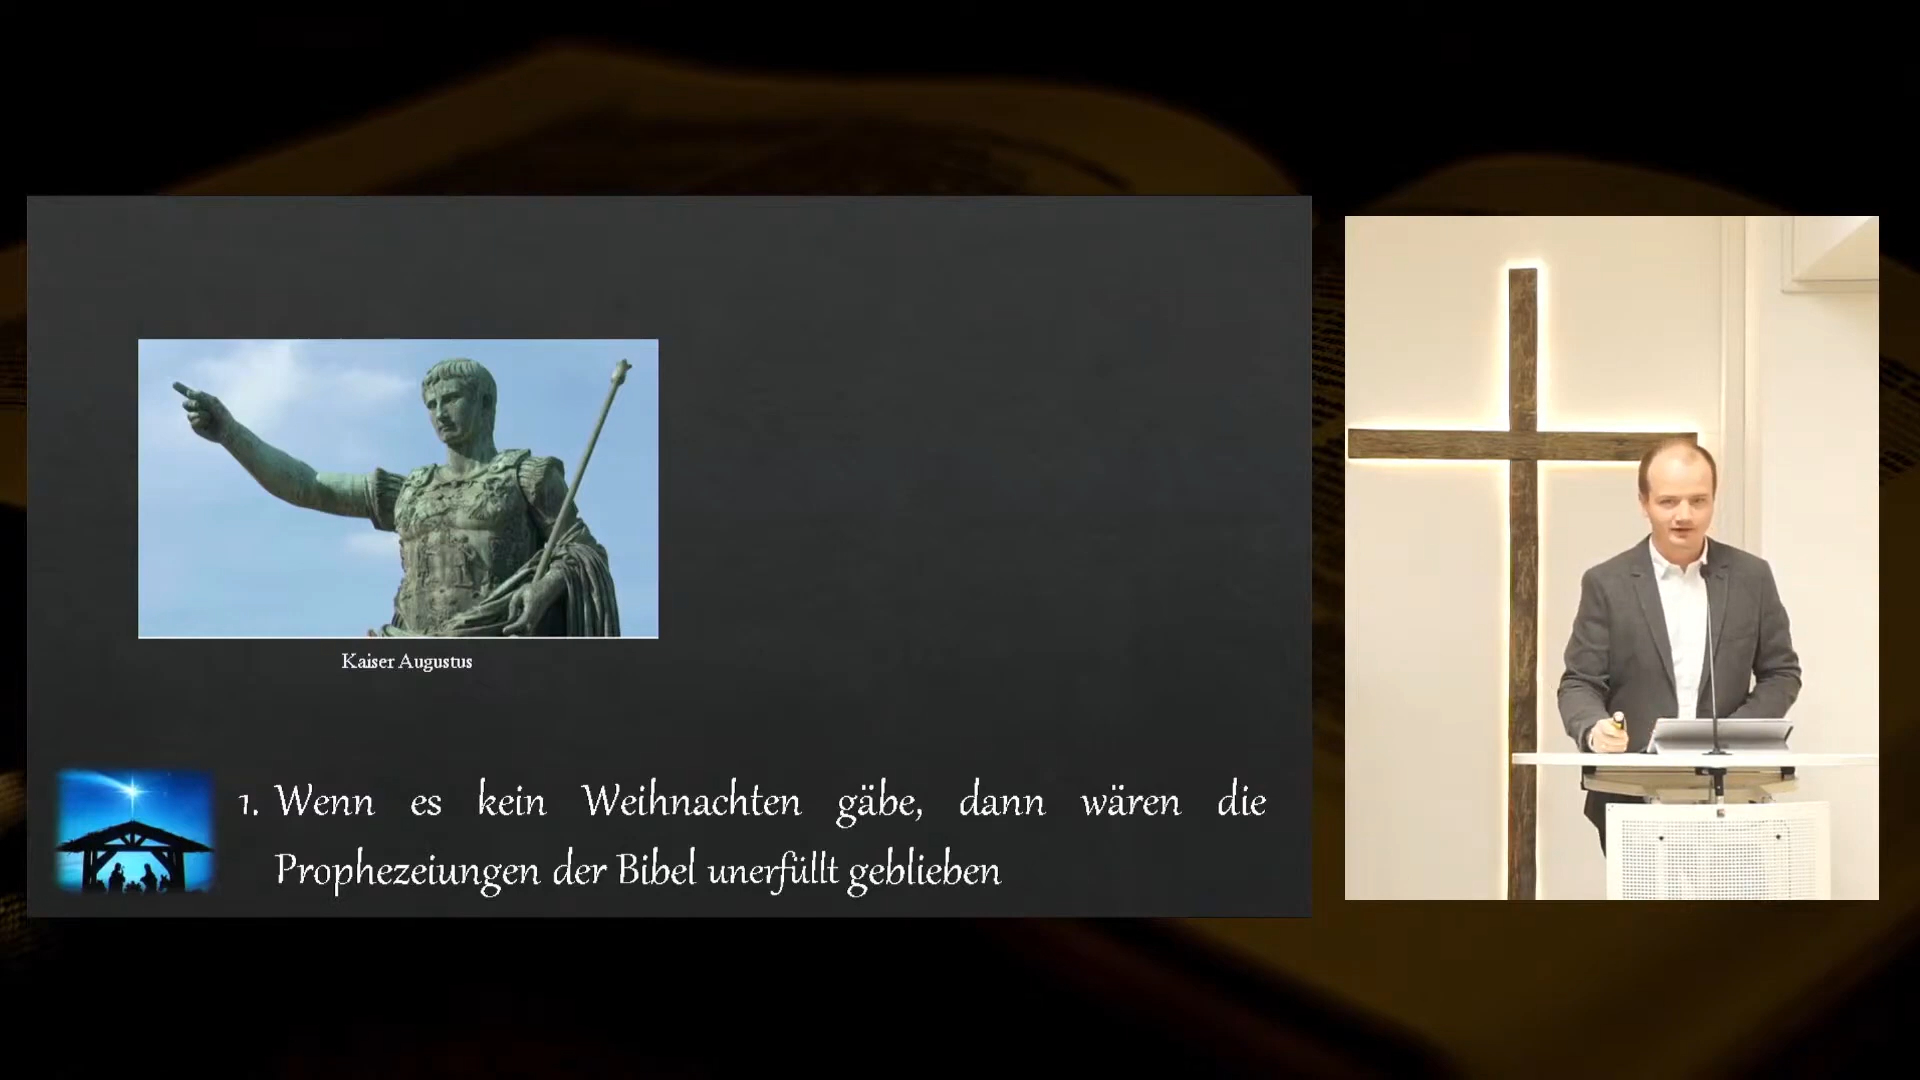 Kaiser Augustus
1. Wenn es kein Weihnachten gäbe, dann wären die
Prophezeiungen der Bibel unerfüllt geblieben